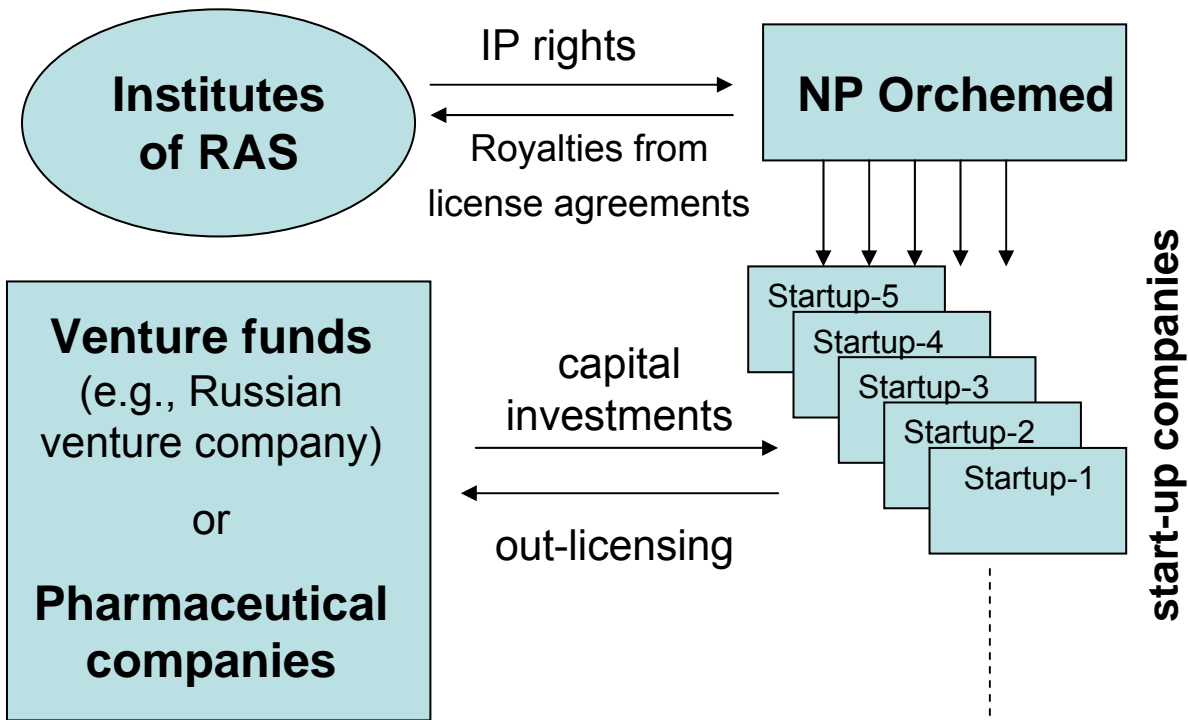 Institutes
of RAS
IP rights
Royalties from
license agreements
NP Orchemed
Venture funds
(e.g., Russian
venture company)
or
Pharmaceutical
companies
capital
investments
out-licensing
Startup-5
Startup-4
Startup-3
Startup-2
Startup-1
start-up companies